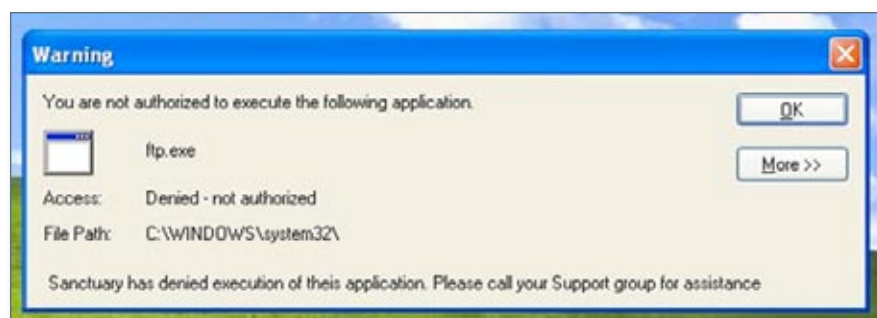 Warning
You are not authorized to execute the following application.
OK
ftp.exe
More >>
Access: Denied - not authorized
File Path: C:\WINDOWS\system32\
Sanctuary has denied execution of theis application. Please call your Support group for assistance